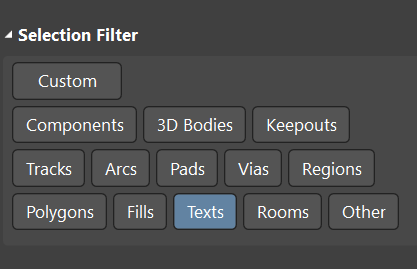 Selection Filter
Custom
Components 3D Bodies Keepouts
Tracks Arcs Pads Vias Regions
Polygons Fills Texts Rooms Other